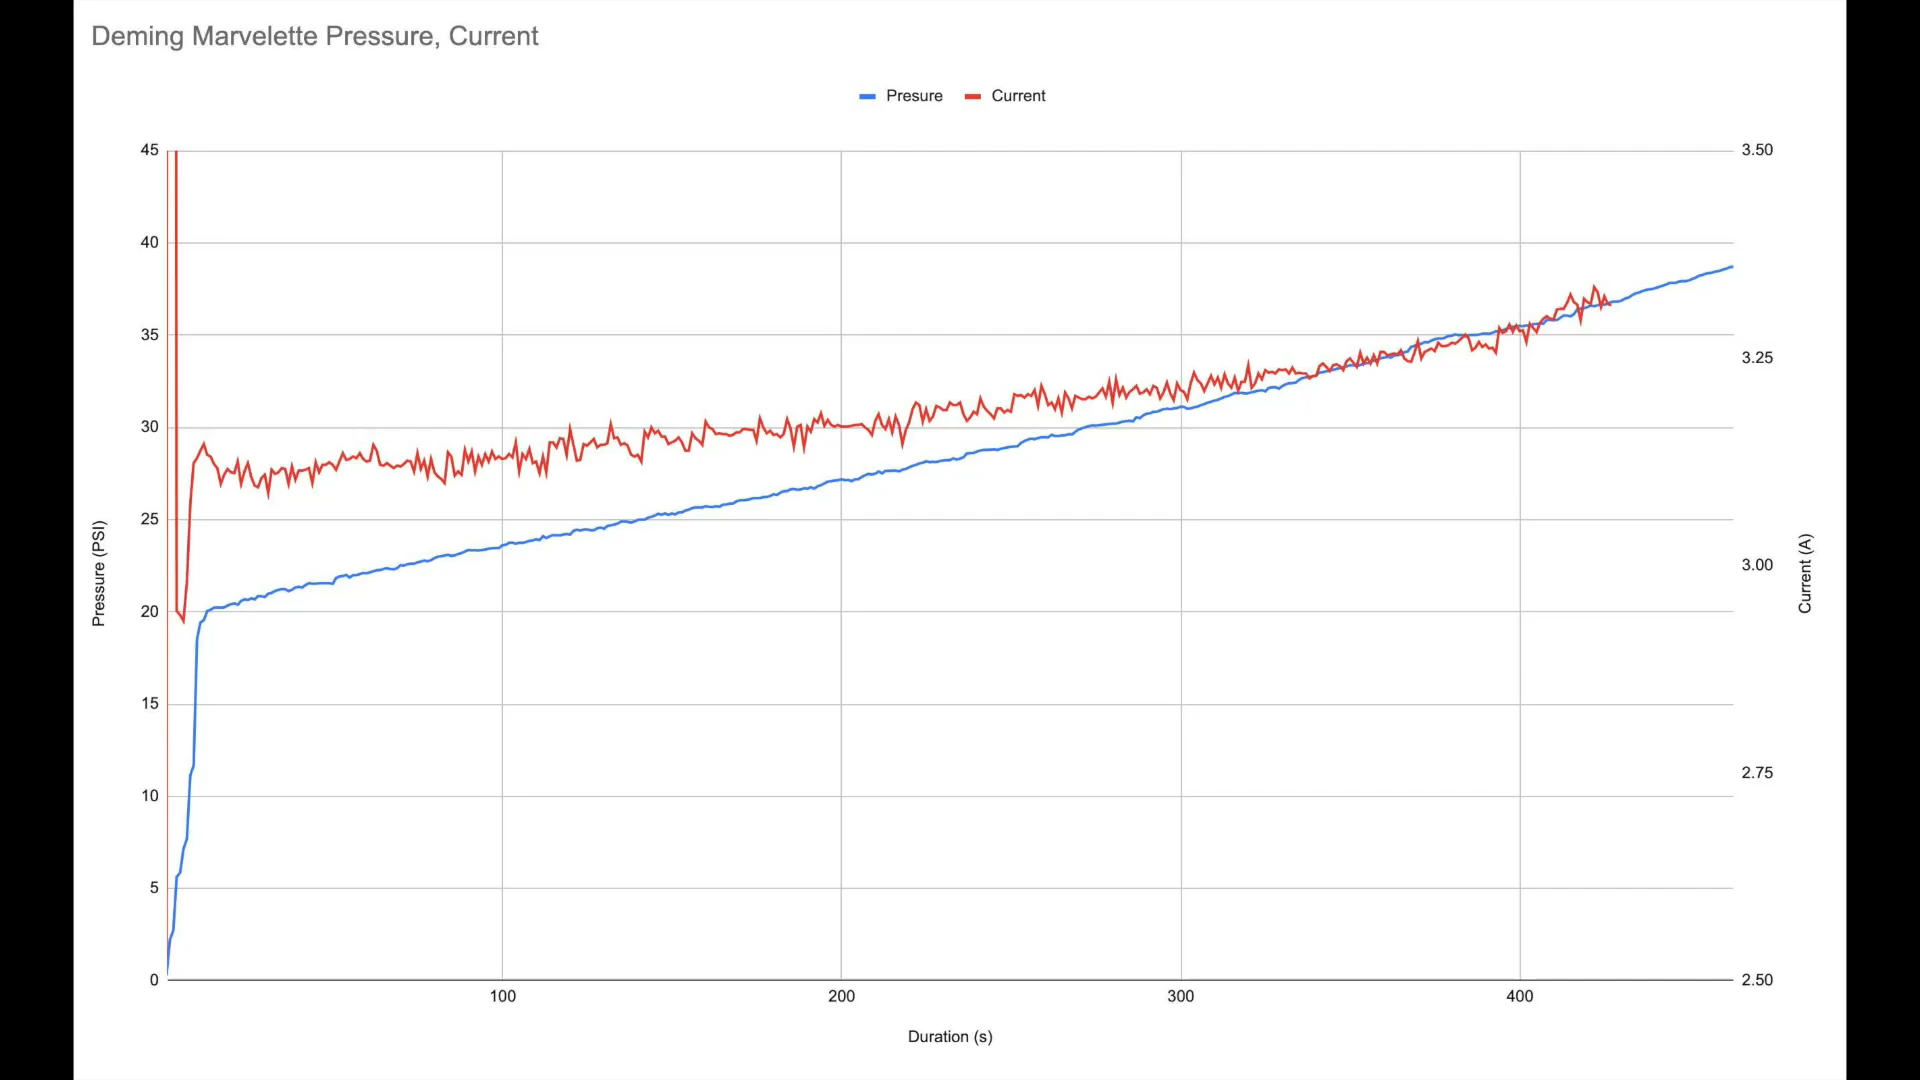 Deming Marvelette Pressure, Current
Presure Current
45 3.50
40
35
3.25
30
25
3.00
20
15
2.75
10
5
0 2.50
Pressure (PSI)
Current (A)
100 200 300 400
Duration (s)